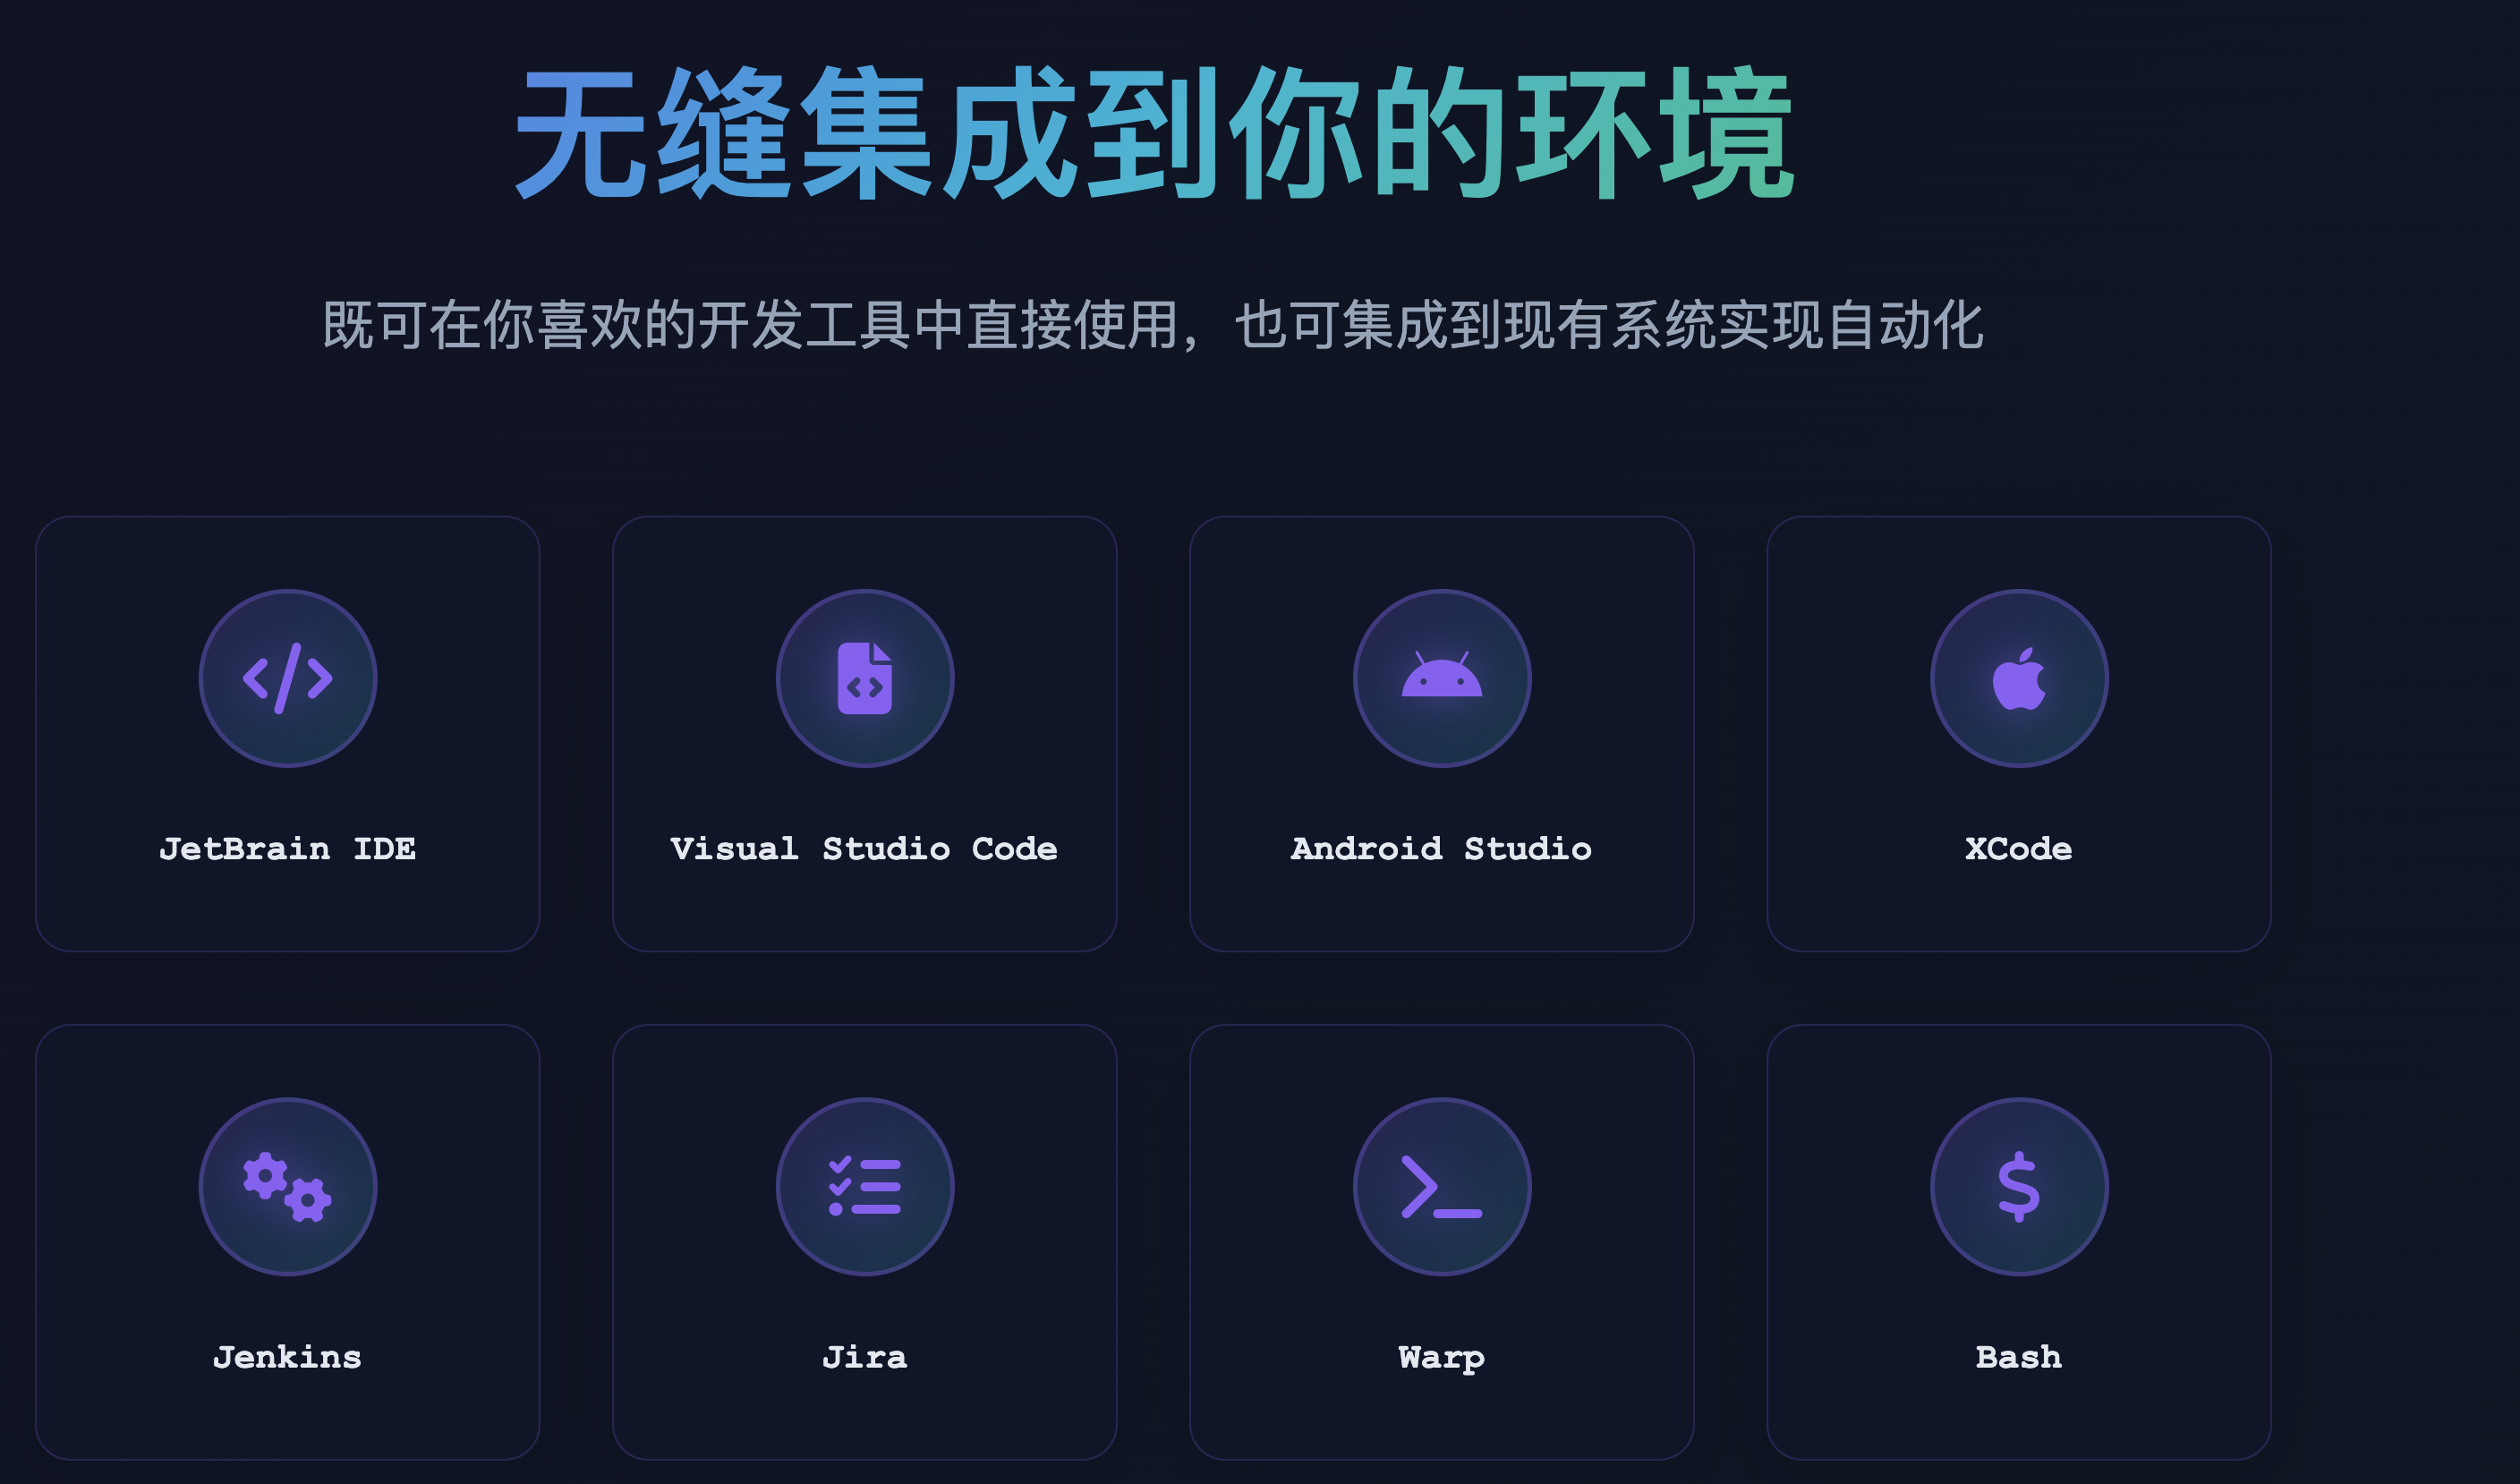 无缝集成到你的环境
既可在你喜欢的开发工具中直接使用，也可集成到现有系统实现自动化
JetBrain IDE
Visual Studio Code
Android Studio
XCode
Jenkins
Jira
Warp
Bash